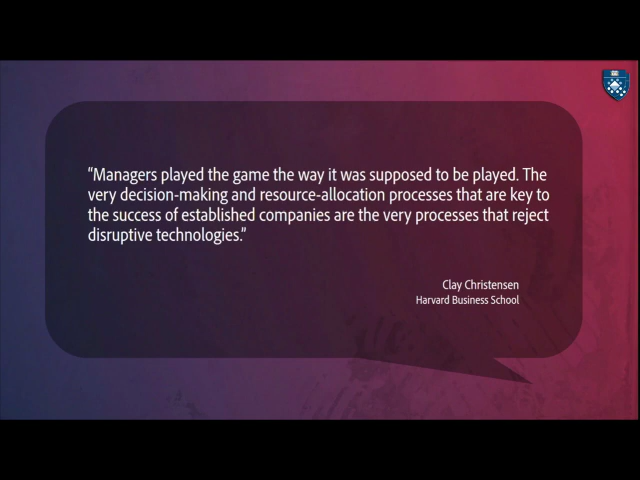 “Managers played the game the way it was supposed to be played. The
very decision-making and resource-allocation processes that are key to
the success of established companies are the very processes that reject
disruptive technologies.”
Clay Christensen
Harvard Business School